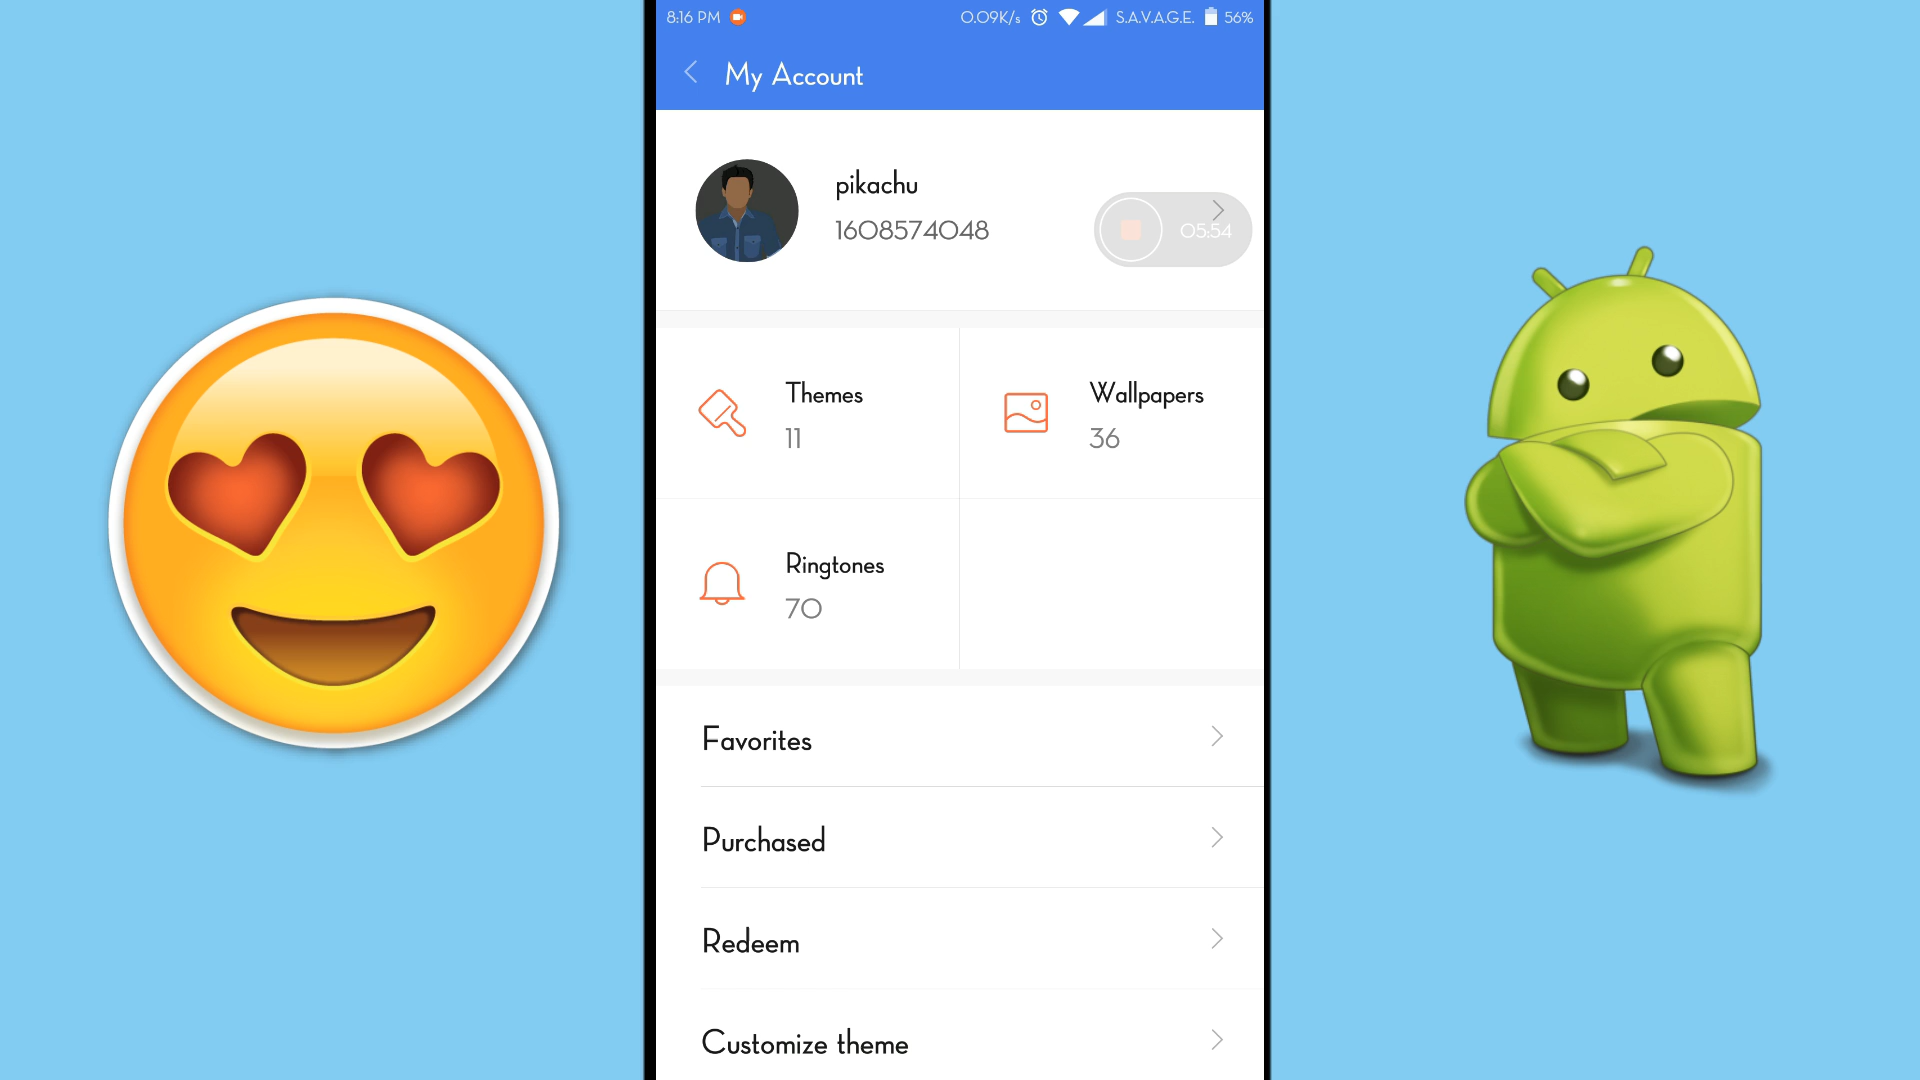 8:16 PM 0.09K/s S.A.V.A.G.E. 56%
My Account
pikachu
1608574048
05:54
Themes
11
Wallpapers
36
Ringtones
70
Favorites
Purchased
Redeem
Customize theme